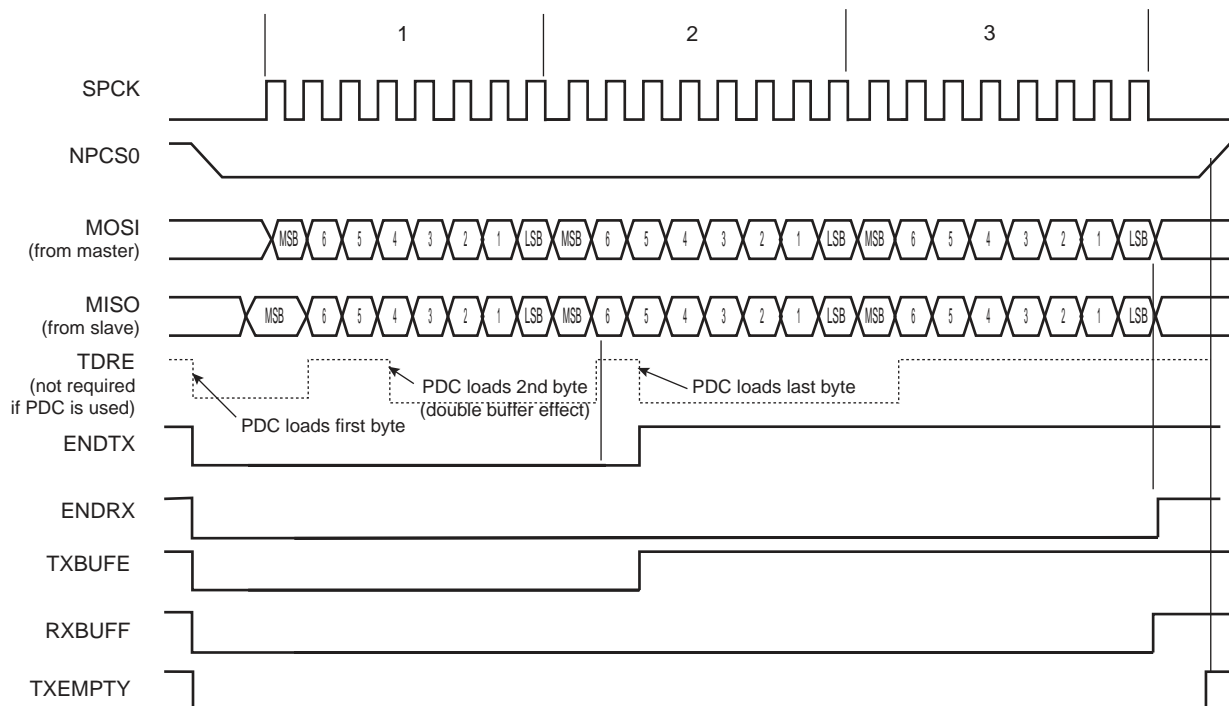 1 2 3
SPCK
NPCS0
MOSI
(from master)
MSB 6 5 4 3 2 1 LSB MSB 6 5 4 3 2 1 LSB MSB 6 5 4 3 2 1 LSB
MISO
(from slave)
MSB 6 5 4 3 2 1 LSB MSB 6 5 4 3 2 1 LSB MSB 6 5 4 3 2 1 LSB
TDRE
(not required
if PDC is used)
PDC loads first byte
PDC loads 2nd byte
(double buffer effect)
PDC loads last byte
ENDTX
ENDRX
TXBUFE
RXBUFF
TXEMPTY